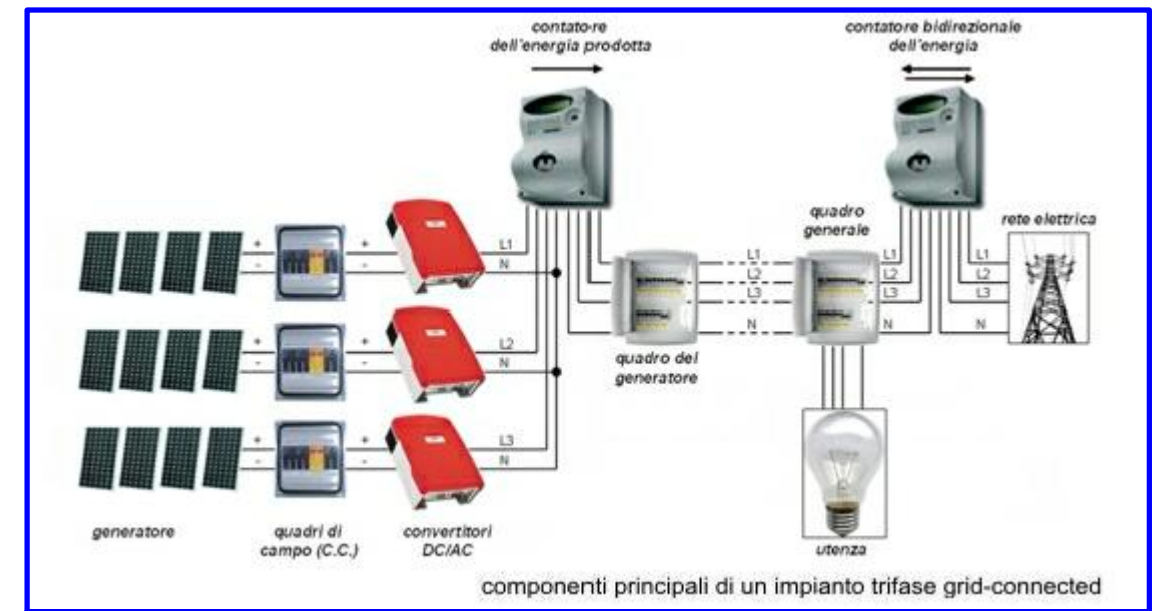 contatore
dell'energia prodotta
contatore bidirezionale
dell'energia
quadro
generale
rete elettrica
L1
L2
L3
N
L1
L2
L3
N
L1
L2
L3
N
+
-
+
-
L1
N
+
-
+
-
L2
N
+
-
+
-
L3
N
quadro del
generatore
generatore
quadri di
campo (C.C.)
convertitori
DC/AC
utenza
componenti principali di un impianto trifase grid-connected